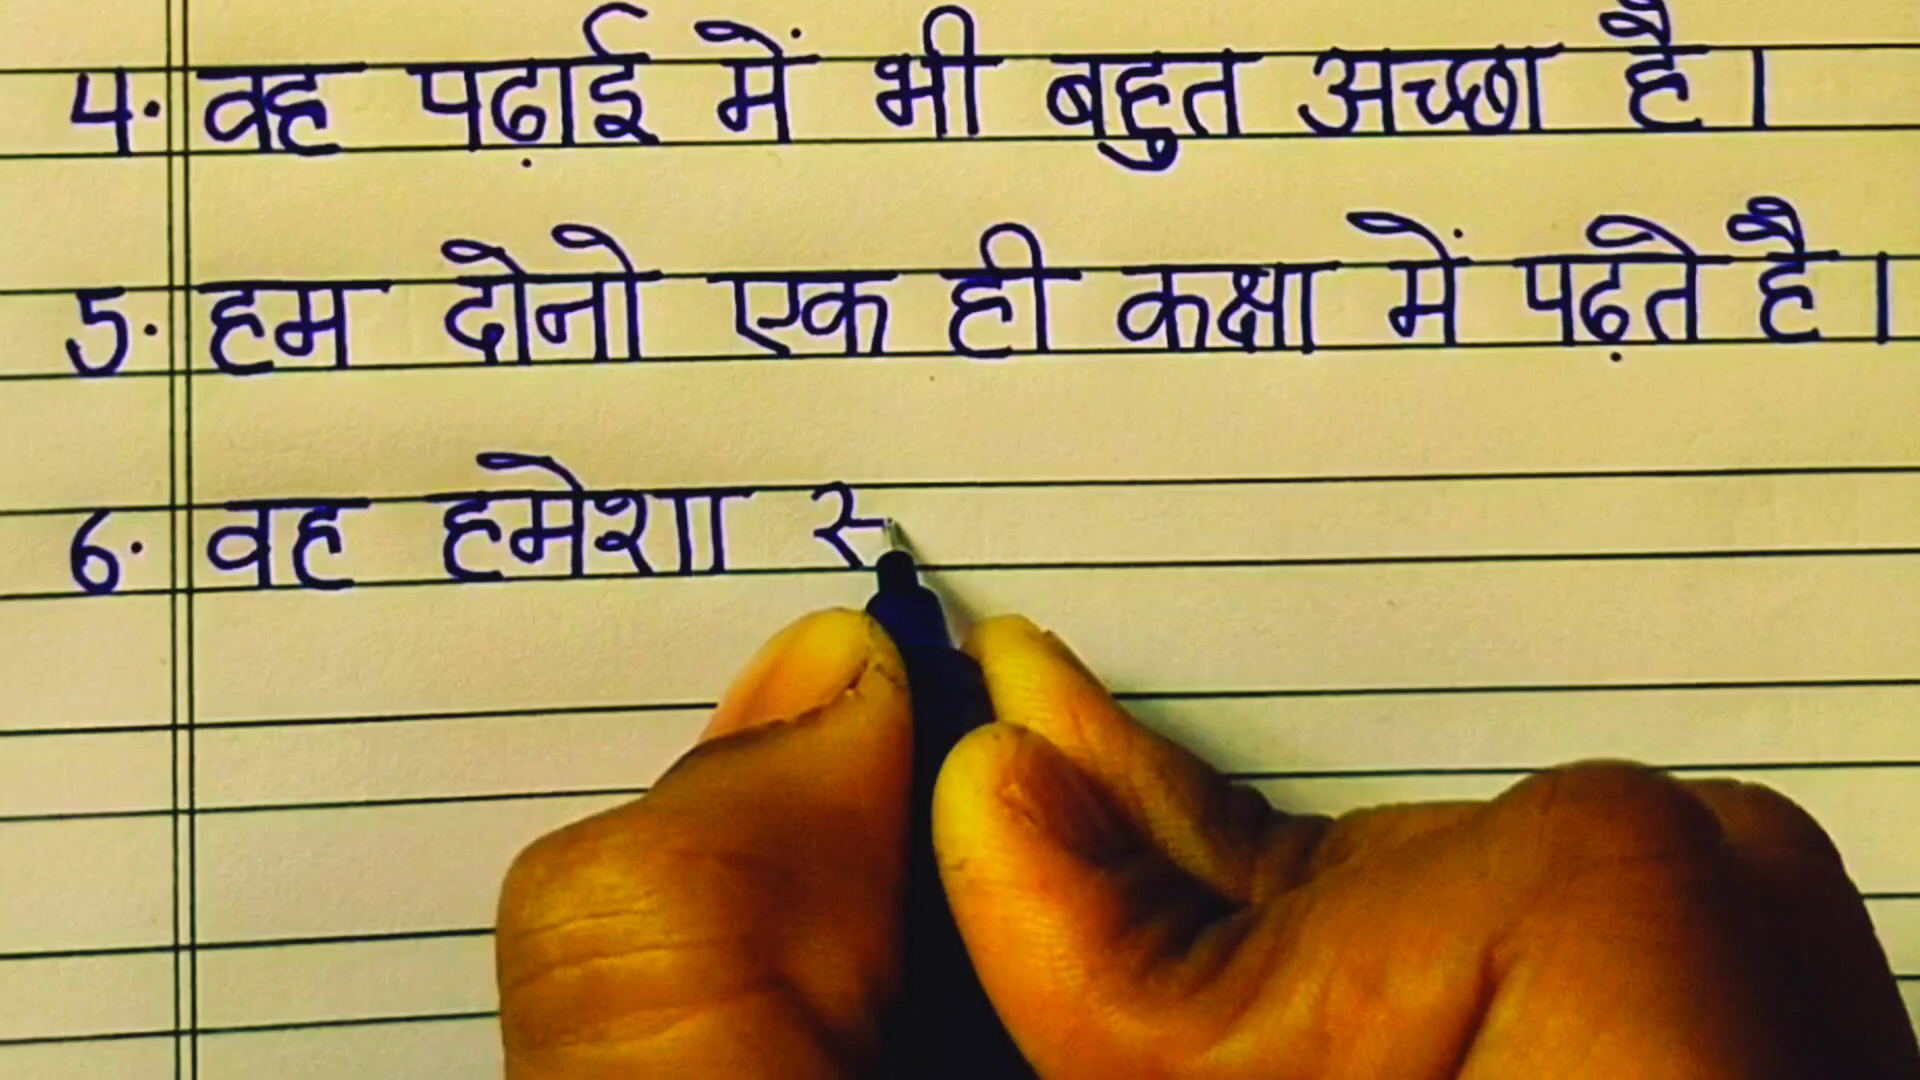 4. वह पढ़ाई में भी बहुत अच्छा है।
5. हम दोनो एक ही कक्षा में पढ़ते है।
6. वह हमेशा